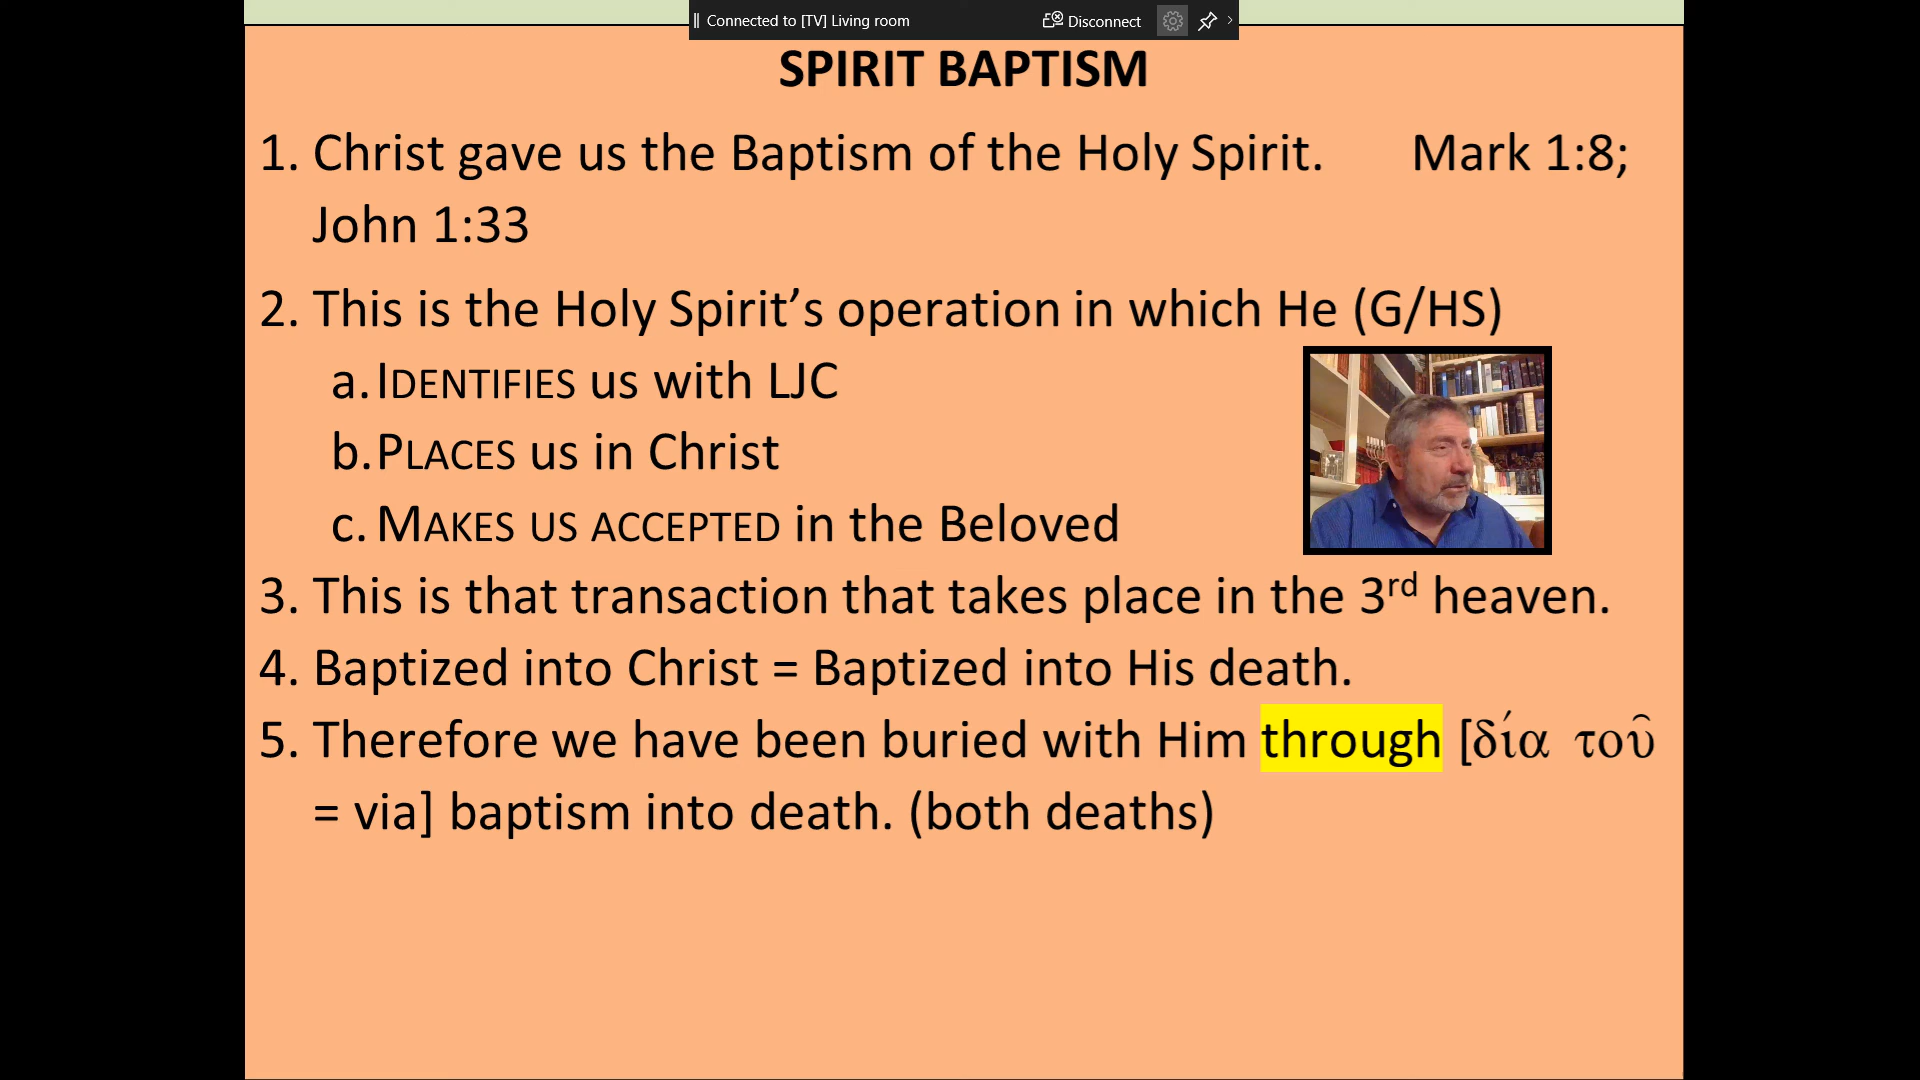 Connected to [TV] Living room Disconnect
SPIRIT BAPTISM
1. Christ gave us the Baptism of the Holy Spirit. Mark 1:8;
John 1:33
2. This is the Holy Spirit’s operation in which He (G/HS)
a. IDENTIFIES us with LJC
b. PLACES us in Christ
c. MAKES US ACCEPTED in the Beloved
3. This is that transaction that takes place in the 3rd heaven.
4. Baptized into Christ = Baptized into His death.
5. Therefore we have been buried with Him through [δία τοῦ
= via] baptism into death. (both deaths)